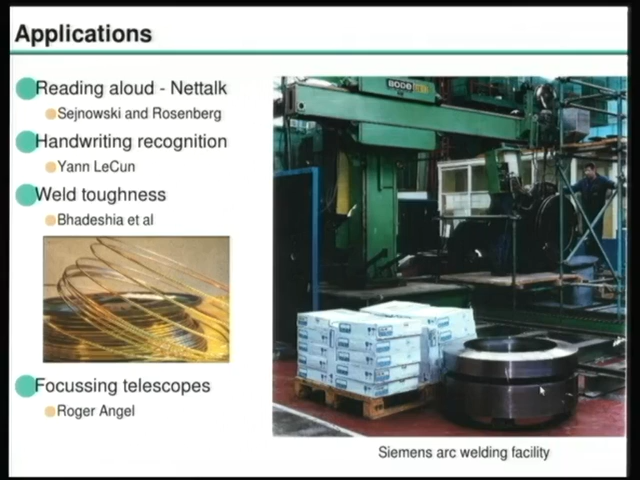 Applications
Reading aloud - Nettalk
Sejnowski and Rosenberg
Handwriting recognition
Yann LeCun
Weld toughness
Bhadeshia et al
Focussing telescopes
Roger Angel
BODE
Siemens arc welding facility